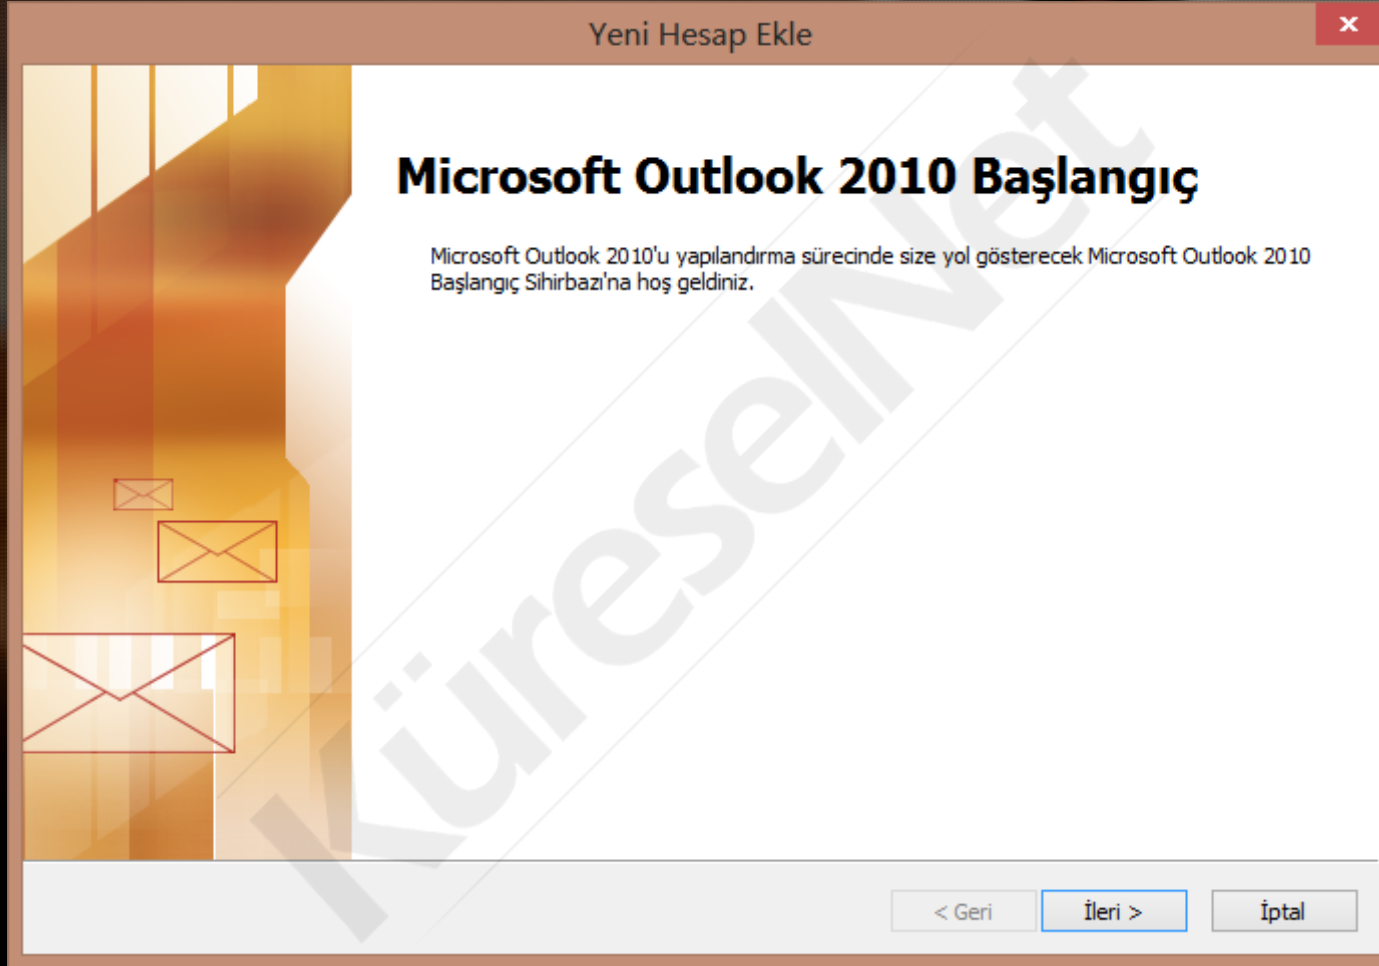 Yeni Hesap Ekle
x
Microsoft Outlook 2010 Başlangıç
Microsoft Outlook 2010'u yapılandırma sürecinde size yol gösterecek Microsoft Outlook 2010
Başlangıç Sihirbazı'na hoş geldiniz.
KüreselNet
< Geri
İleri >
İptal